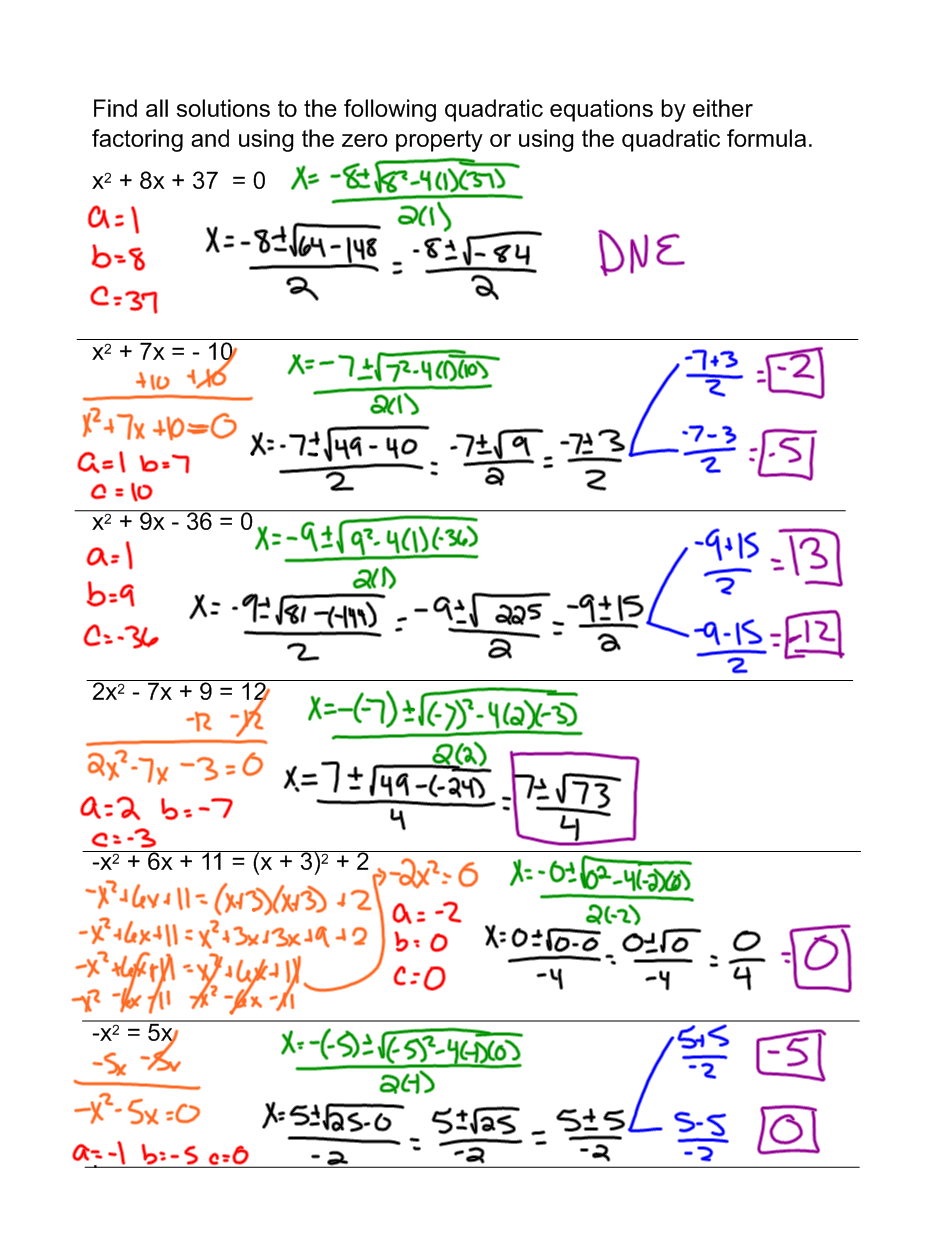 Find all solutions to the following quadratic equations by either
factoring and using the zero property or using the quadratic formula.
x² + 8x + 37 = 0 x= -8±√8²-4(1)(37) / 2(1)
a=1
b=8
c=37
x=-8±√64-148 / 2 = -8±√-84 / 2 DNE
x² + 7x = - 10
+10 +10
x²+7x+10=0
a=1 b=7
c=10
x=-7±√7²-4(1)(10) / 2(1)
x=-7±√49-40 / 2 = -7±√9 / 2 = -7±3 / 2
-7+3 / 2 = -2
-7-3 / 2 = -5
x² + 9x - 36 = 0
a=1
b=9
c=-36
x=-9±√9²-4(1)(-36) / 2(1)
x= -9±√81-(-144) / 2 = -9±√225 / 2 = -9±15 / 2
-9+15 / 2 = 3
-9-15 / 2 = -12
2x² - 7x + 9 = 12
-12 -12
2x²-7x-3=0
a=2 b=-7
c=-3
x=-(-7)±√(-7)²-4(2)(-3) / 2(2)
x=7±√49-(-24) / 4 = 7±√73 / 4
-x² + 6x + 11 = (x + 3)² + 2
-x²+6x+11=(x+3)(x+3)+2
-x²+6x+11=x²+3x+3x+9+2
-x²+6x+11=x²+6x+11
-x² -6x -11 -x² -6x -11
-2x²=0
a=-2
b=0
c=0
x=-0±√0²-4(-2)(0) / 2(-2)
x=0±√0-0 / -4 = 0±√0 / -4 = 0 / 4 = 0
-x² = 5x
-5x -5x
-x²-5x=0
a=-1 b=-5 c=0
x=-(-5)±√(-5)²-4(-1)(0) / 2(-1)
x=5±√25-0 / -2 = 5±√25 / -2 = 5±5 / -2
5+5 / -2 -5
5-5 / -2 0